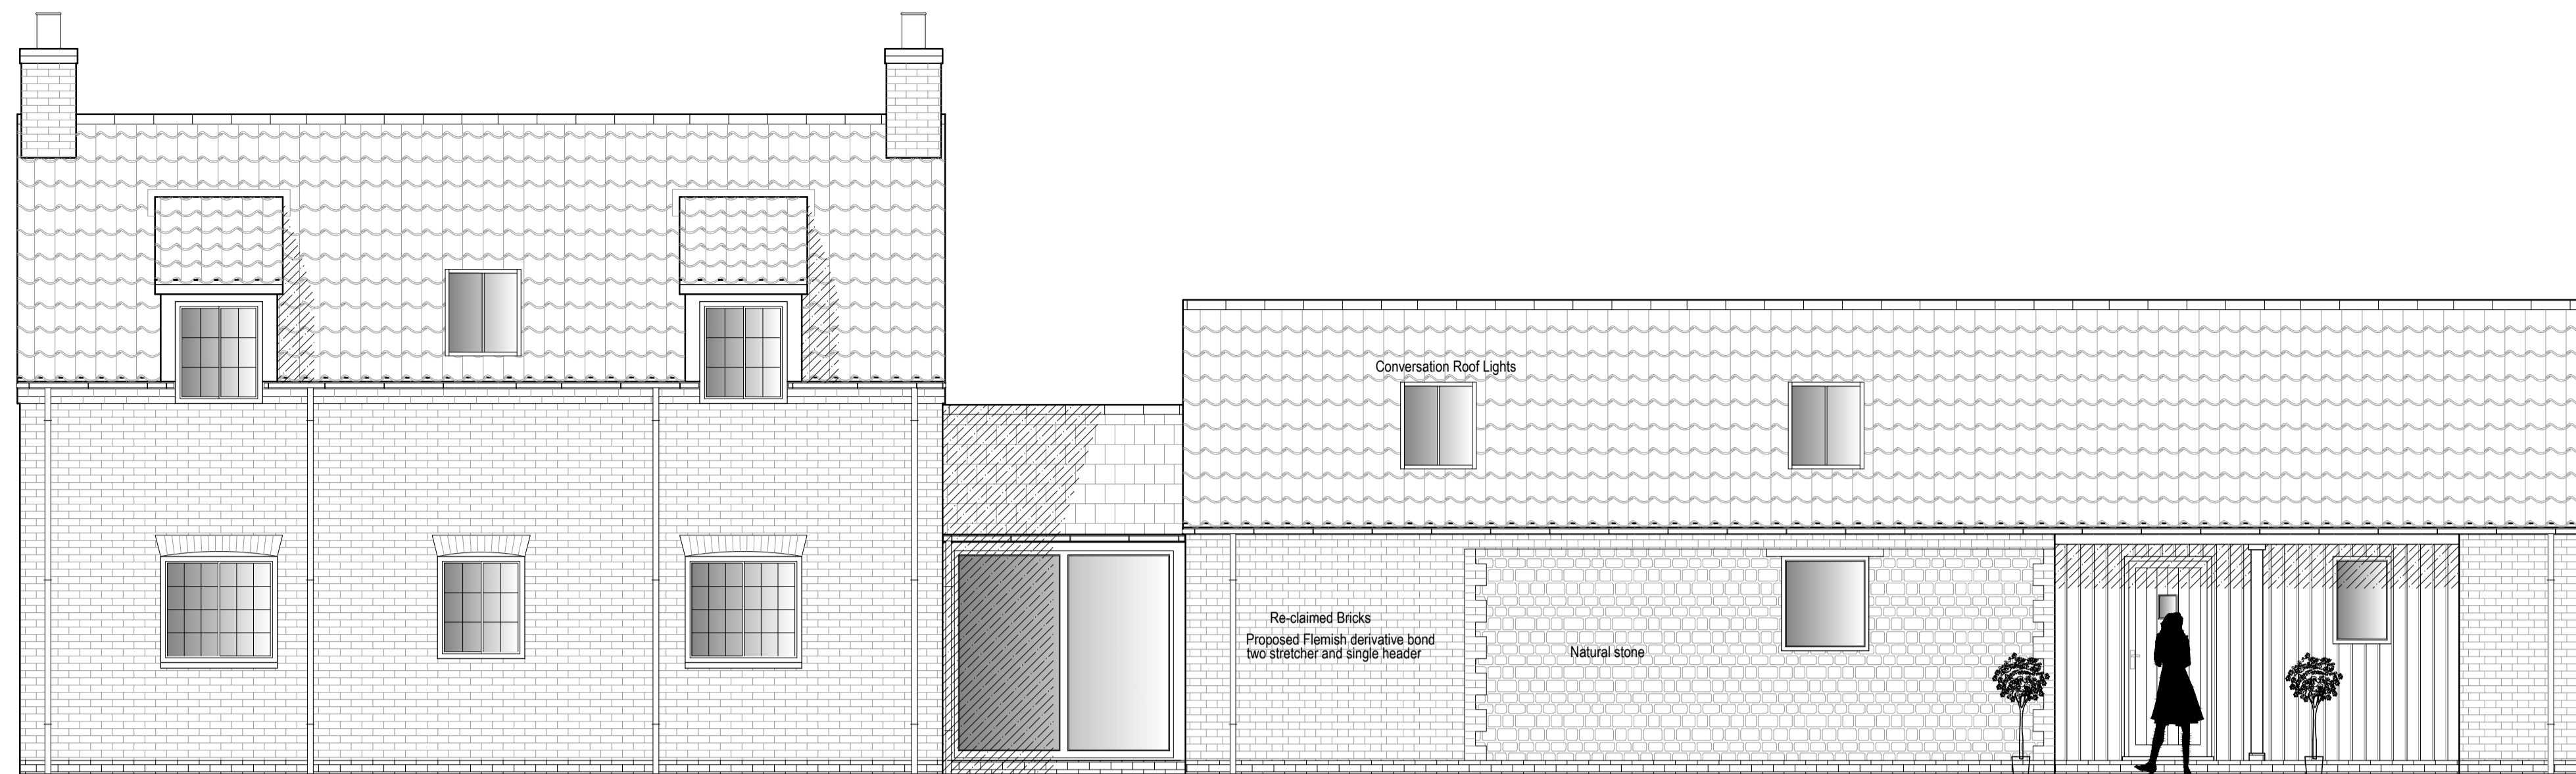 Conversation Roof Lights
Re-claimed Bricks
Proposed Flemish derivative bond
two stretcher and single header
Natural stone